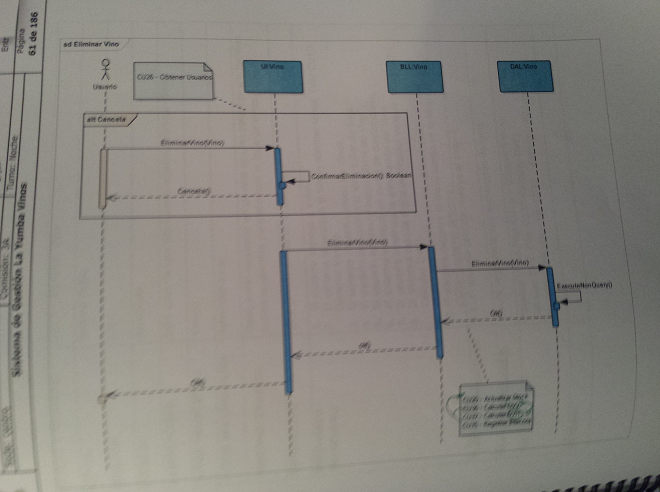 Página
61 de 186
Turno: Noche
Comisión: 3A
Sistema de Gestión La Yumba Vinos
sd Eliminar Vino
Usuario
CU26 - Obtener Usuarios
UI:Vino
BLL:Vino
DAL:Vino
alt Cancela
EliminarVino(Vino)
ConfirmarEliminacion(): Boolean
Cancelar()
EliminarVino(Vino)
EliminarVino(Vino)
ExecuteNonQuery()
OK()
OK()
OK()